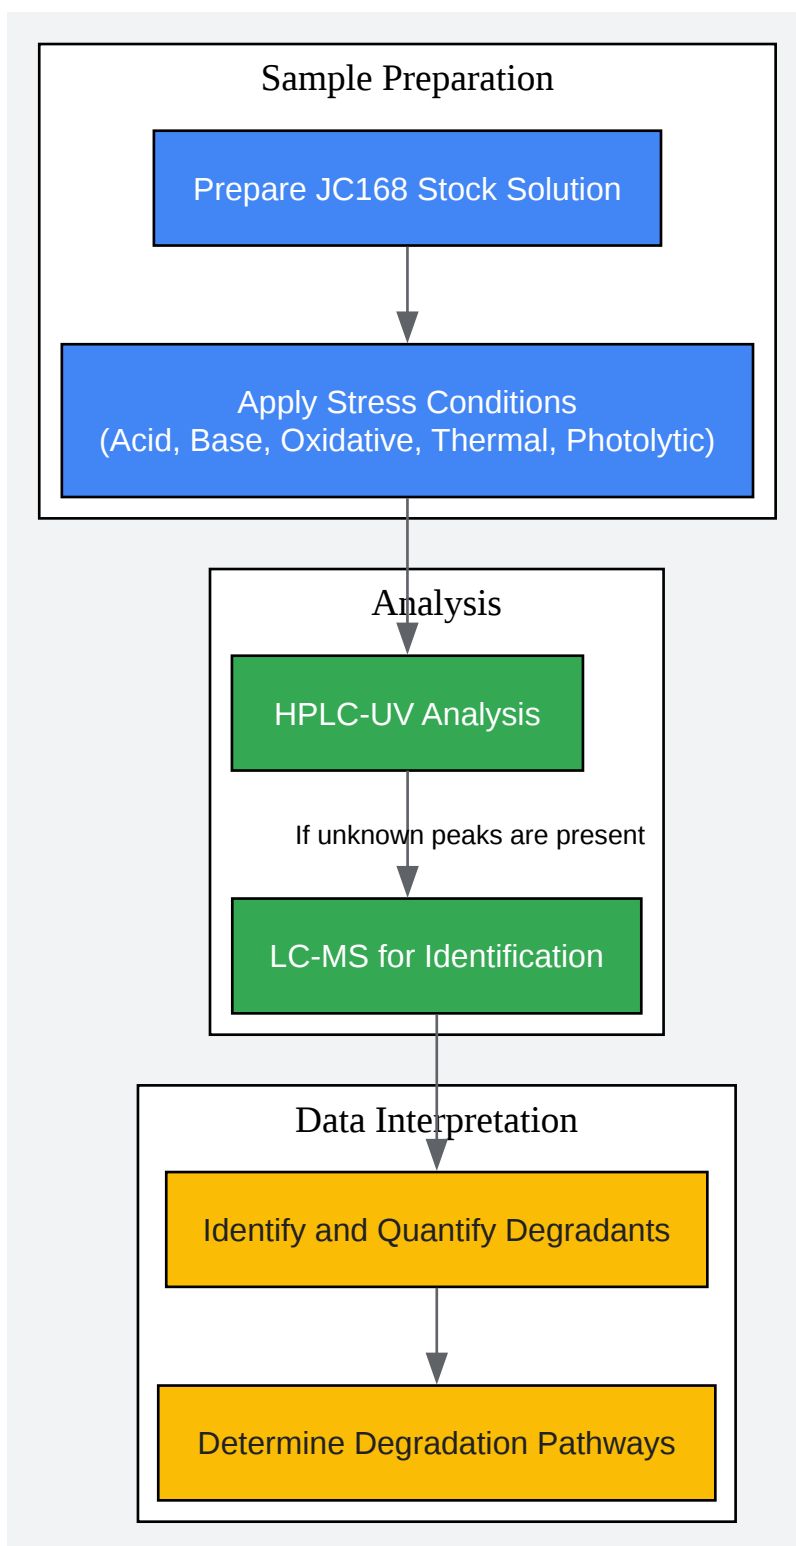 Sample Preparation
Prepare JC168 Stock Solution
Apply Stress Conditions
(Acid, Base, Oxidative, Thermal, Photolytic)
Analysis
HPLC-UV Analysis
If unknown peaks are present
LC-MS for Identification
Data Interpretation
Identify and Quantify Degradants
Determine Degradation Pathways